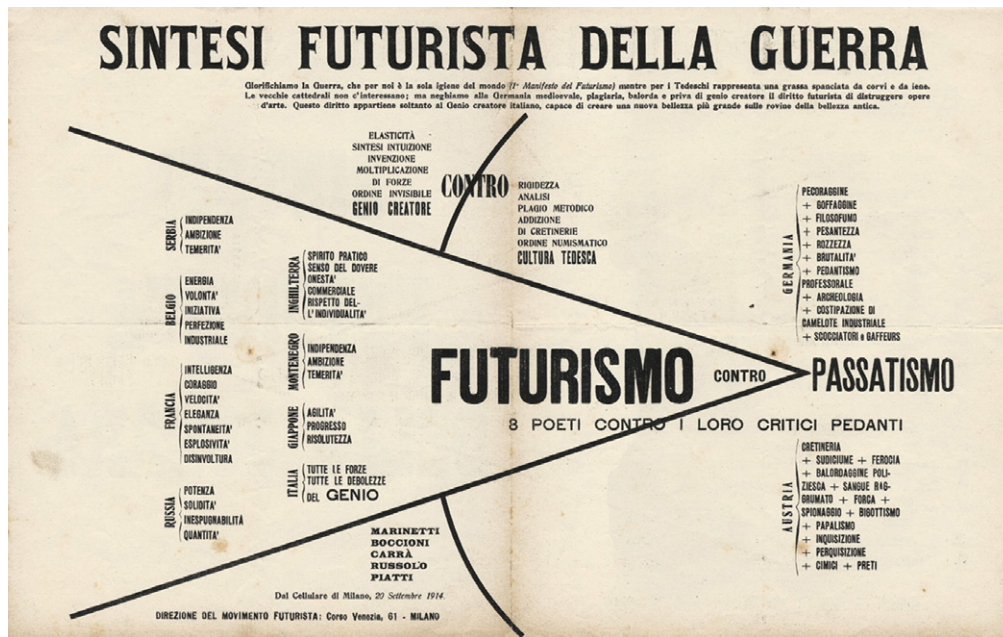 SINTESI FUTURISTA DELLA GUERRA
Glorifichiamo la Guerra, che per noi è la sola igiene del mondo (1° Manifesto del Futurismo) mentre per i Tedeschi rappresenta una grassa spanciata da corvi e da iene.
Le vecchie cattedrali non c'interessano; ma neghiamo alla Germania medioevale, plagiaria, balorda e priva di genio creatore il diritto futurista di distruggere opere
d'arte. Questo diritto appartiene soltanto al Genio creatore italiano, capace di creare una nuova bellezza più grande sulle rovine della bellezza antica.
ELASTICITÀ
SINTESI INTUIZIONE
INVENZIONE
MOLTIPLICAZIONE
DI FORZE
ORDINE INVISIBILE
GENIO CREATORE
CONTRO
RIGIDEZZA
ANALISI
PLAGIO METODICO
ADDIZIONE
DI CRETINERIE
ORDINE NUMISMATICO
CULTURA TEDESCA
SERBIA
INDIPENDENZA
AMBIZIONE
TEMERITA'
BELGIO
ENERGIA
VOLONTA'
INIZIATIVA
PERFEZIONE
INDUSTRIALE
FRANCIA
INTELLIGENZA
CORAGGIO
VELOCITA'
ELEGANZA
SPONTANEITA'
ESPLOSIVITA'
DISINVOLTURA
RUSSIA
POTENZA
SOLIDITA'
INESPUGNABILITÀ
QUANTITA'
INGHILTERRA
SPIRITO PRATICO
SENSO DEL DOVERE
ONESTA'
COMMERCIALE
RISPETTO DEL-
L'INDIVIDUALITA'
MONTENEGRO
INDIPENDENZA
AMBIZIONE
TEMERITA'
GIAPPONE
AGILITA'
PROGRESSO
RISOLUTEZZA
ITALIA
TUTTE LE FORZE
TUTTE LE DEBOLEZZE
DEL GENIO
FUTURISMO CONTRO PASSATISMO
8 POETI CONTRO I LORO CRITICI PEDANTI
GERMANIA
PECORAGGINE
+ GOFFAGGINE
+ FILOSOFUMO
+ PESANTEZZA
+ ROZZEZZA
+ BRUTALITA'
+ PEDANTISMO
PROFESSORALE
+ ARCHEOLOGIA
+ COSTIPAZIONE DI
CAMELOTE INDUSTRIALE
+ SCOCCIATORI e GAFFEURS
AUSTRIA
CRETINERIA
+ SUDICIUME + FEROCIA
+ BALORDAGGINE POLI-
ZIESCA + SANGUE RAG-
GRUMATO + FORCA +
SPIONAGGIO + BIGOTTISMO
+ PAPALISMO
+ INQUISIZIONE
+ PERQUISIZIONE
+ CIMICI + PRETI
MARINETTI
BOCCIONI
CARRÀ
RUSSOLO
PIATTI
Dal Cellulare di Milano, 20 Settembre 1914.
DIREZIONE DEL MOVIMENTO FUTURISTA: Corso Venezia, 61 - MILANO